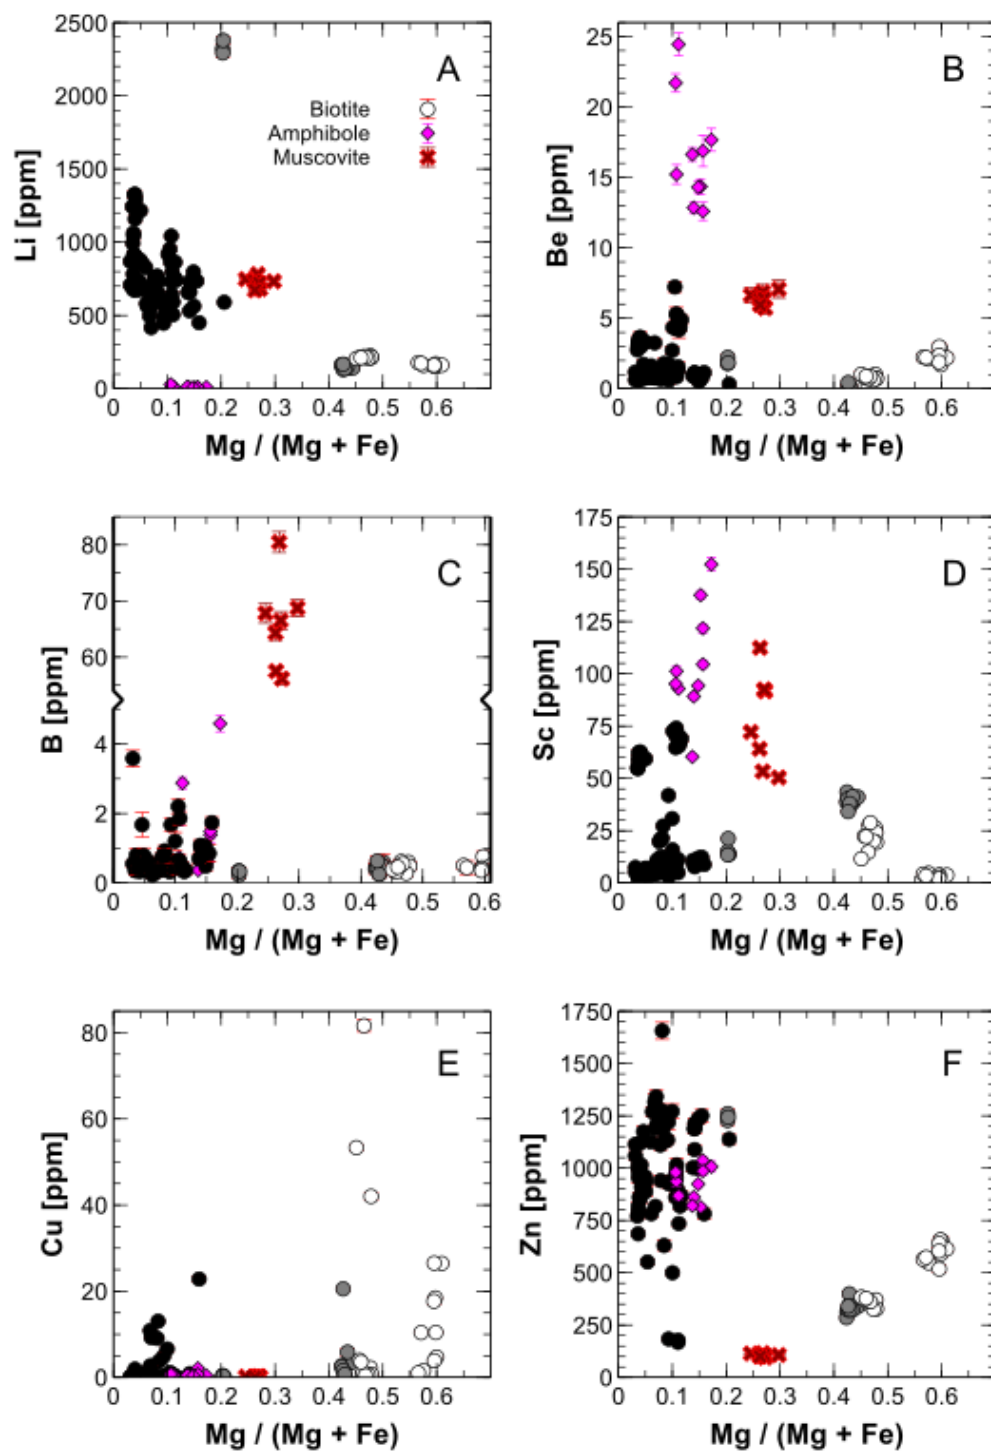 2500
2000
1500
1000
500
0
Li [ppm]
A
Biotite
Amphibole
Muscovite
0 0.1 0.2 0.3 0.4 0.5 0.6
Mg / (Mg + Fe)
25
20
15
10
5
0
Be [ppm]
B
0 0.1 0.2 0.3 0.4 0.5 0.6
Mg / (Mg + Fe)
80
70
60
4
2
0
B [ppm]
C
0 0.1 0.2 0.3 0.4 0.5 0.6
Mg / (Mg + Fe)
175
150
125
100
75
50
25
0
Sc [ppm]
D
0 0.1 0.2 0.3 0.4 0.5 0.6
Mg / (Mg + Fe)
80
60
40
20
0
Cu [ppm]
E
0 0.1 0.2 0.3 0.4 0.5 0.6
Mg / (Mg + Fe)
1750
1500
1250
1000
750
500
250
0
Zn [ppm]
F
0 0.1 0.2 0.3 0.4 0.5 0.6
Mg / (Mg + Fe)